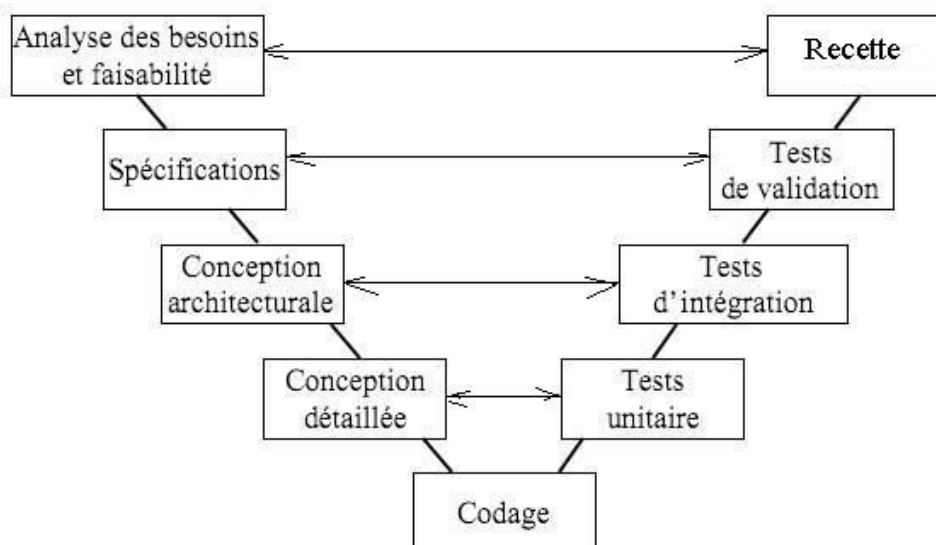 Analyse des besoins
et faisabilité
Recette
Spécifications
Tests
de validation
Conception
architecturale
Tests
d'intégration
Conception
détaillée
Tests
unitaire
Codage